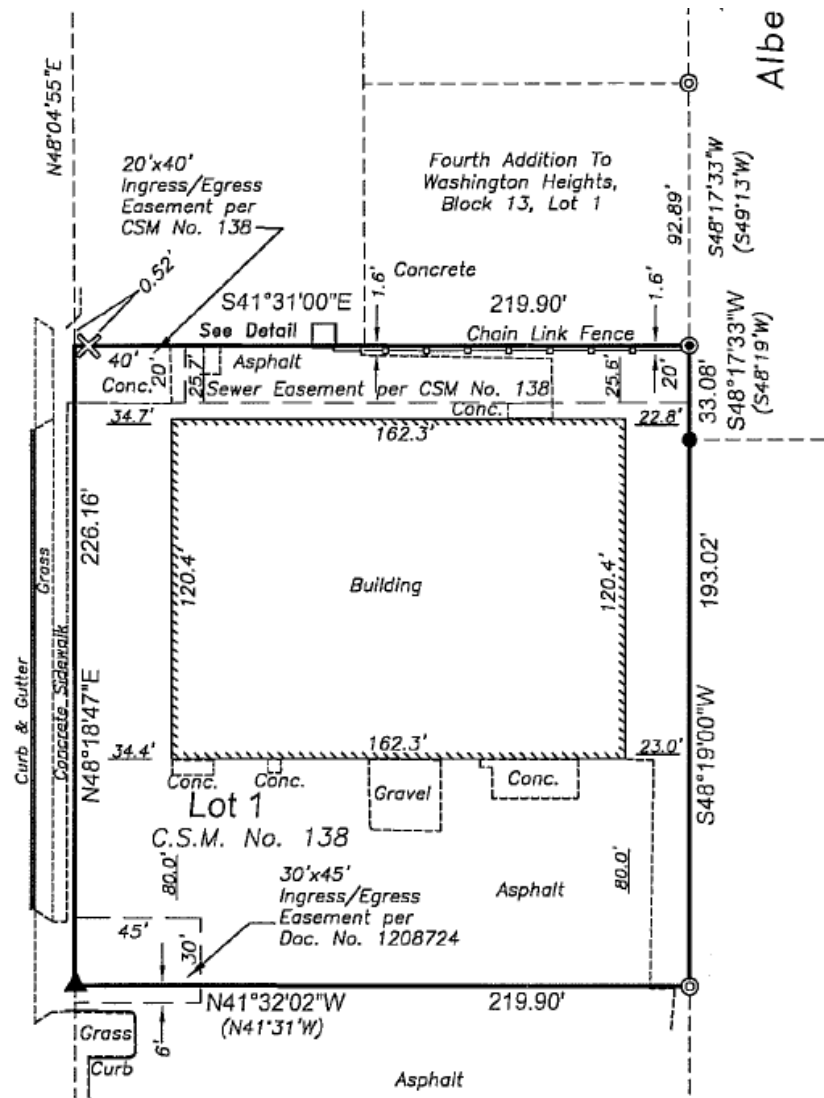 Albe
N48°04'55"E
20'x40'
Ingress/Egress
Easement per
CSM No. 138
Fourth Addition To
Washington Heights,
Block 13, Lot 1
92.89'
S48°17'33"W
(S49°13'W)
0.52'
S41°31'00"E
1.6'
Concrete
219.90'
1.6'
See Detail
Chain Link Fence
40'
Conc.
20'
25.7'
Asphalt
Sewer Easement per CSM No. 138
25.6'
20'
33.08'
S48°17'33"W
(S48°19'W)
34.7'
162.3'
Conc.
22.8'
226.16'
120.4'
Building
120.4'
193.02'
Grass
Curb & Gutter
Concrete Sidewalk
N48°18'47"E
S48°19'00"W
34.4'
162.3'
23.0'
Conc.
Conc.
Gravel
Conc.
Lot 1
C.S.M. No. 138
80.0'
30'x45'
Ingress/Egress
Easement per
Doc. No. 1208724
Asphalt
80.0'
45'
30'
N41°32'02"W
(N41°31'W)
219.90'
6'
Grass
Curb
Asphalt